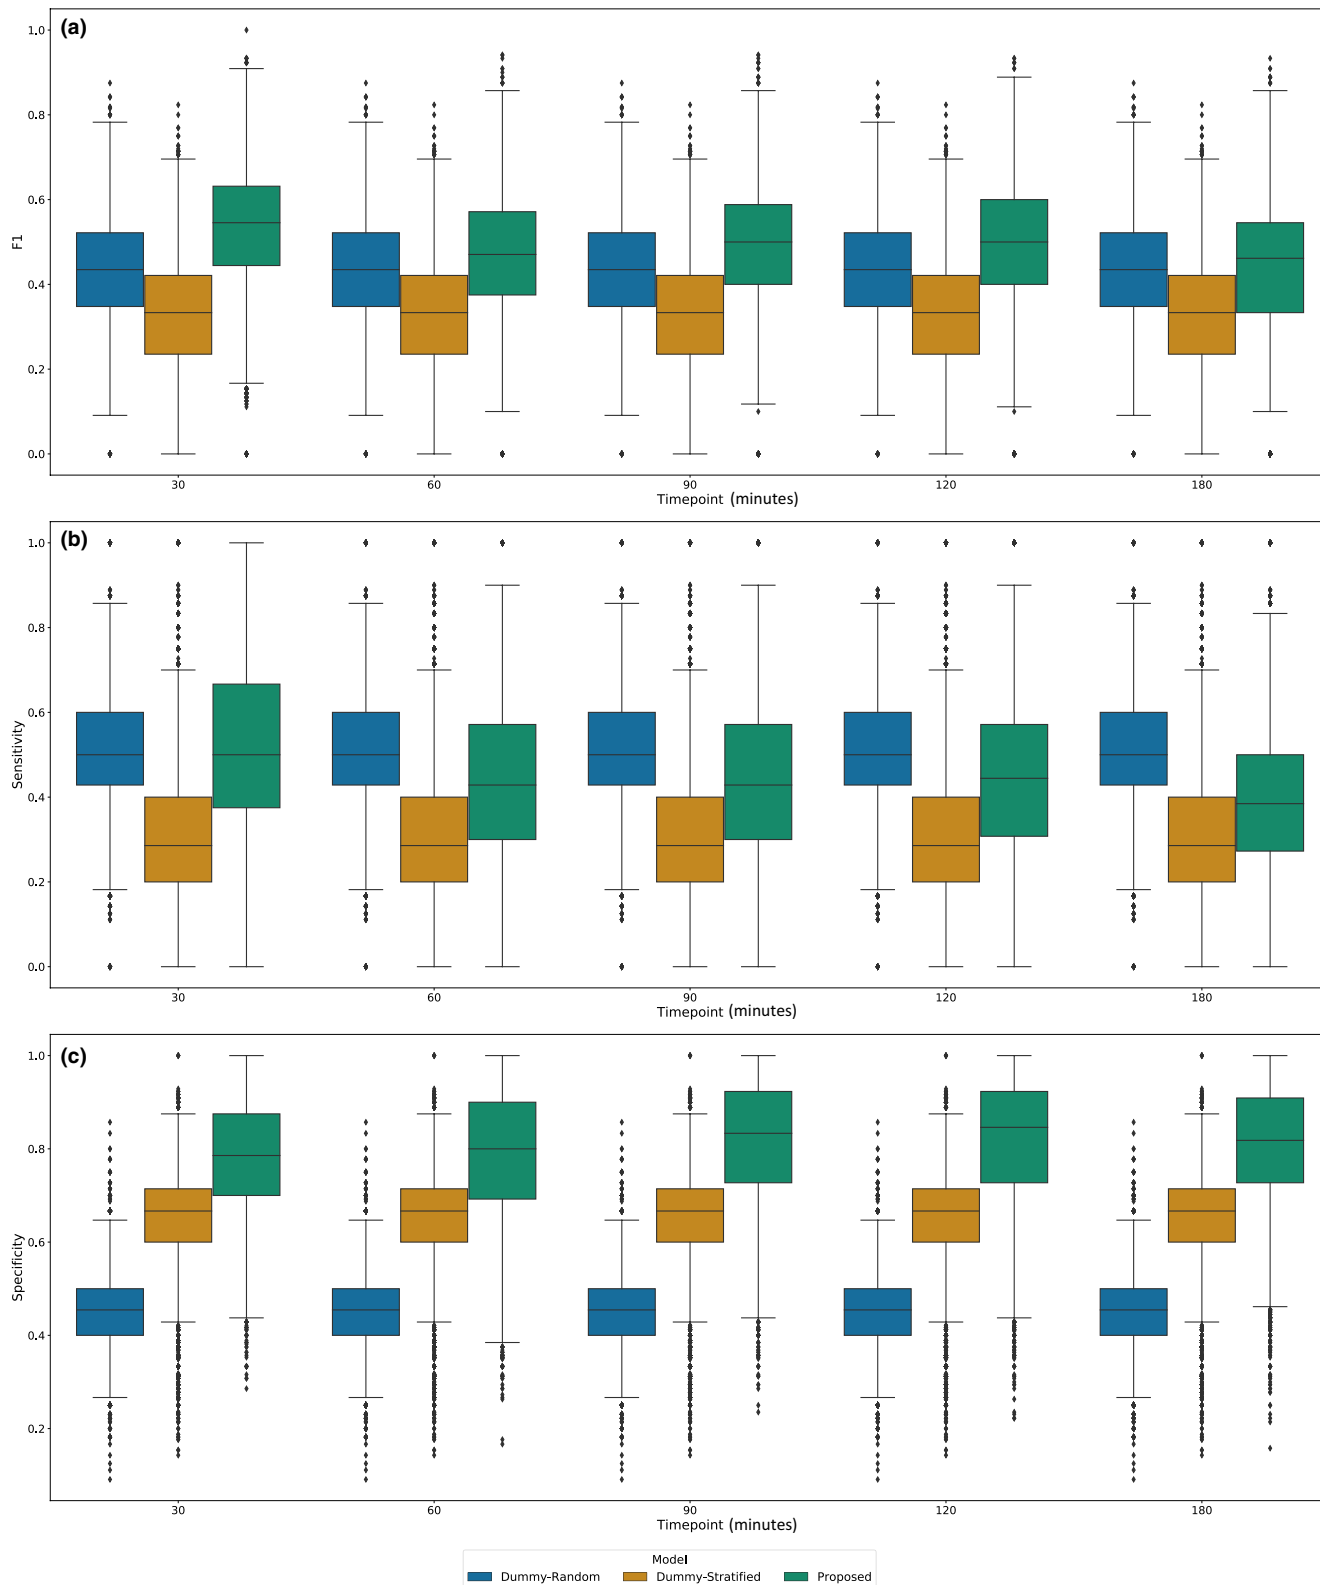 (a)
1.0
0.8
0.6
0.4
0.2
0.0
F1
30 60 90 120 180
Timepoint (minutes)
(b)
1.0
0.8
0.6
0.4
0.2
0.0
Sensitivity
30 60 90 120 180
Timepoint (minutes)
(c)
1.0
0.8
0.6
0.4
0.2
Specificity
30 60 90 120 180
Timepoint (minutes)
Model
Dummy-Random Dummy-Stratified Proposed